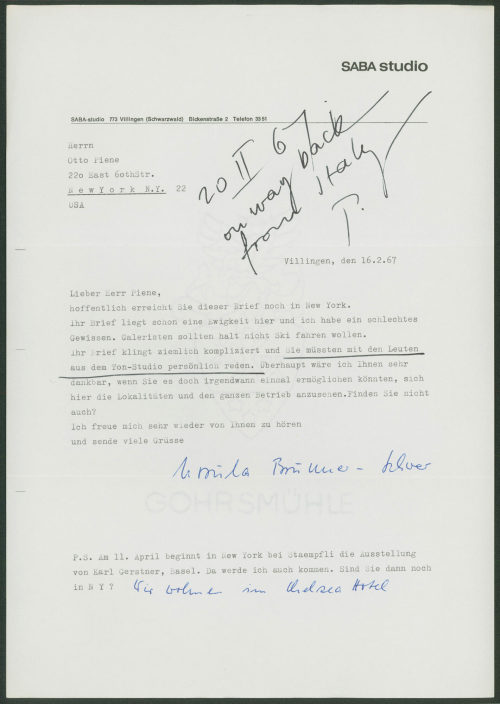 SABA studio
SABA-studio 773 Villingen (Schwarzwald) Bickenstraße 2 Telefon 3351
20 II 67
on way back
from Italy
P.
Herrn
Otto Piene
220 East 60thStr.
NewYork N.Y. 22
USA
Villingen, den 16.2.67
Lieber Herr Piene,
hoffentlich erreicht Sie dieser Brief noch in New York.
Ihr Brief liegt schon eine Ewigkeit hier und ich habe ein schlechtes
Gewissen. Galeristen sollten halt nicht Ski fahren wollen.
Ihr Brief klingt ziemlich kompliziert und Sie müssten mit den Leuten
aus dem Ton-Studio persönlich reden. Überhaupt wäre ich Ihnen sehr
dankbar, wenn Sie es doch irgendwann einmal ermöglichen könnten, sich
hier die Lokalitäten und den ganzen Betrieb anzusehen.Finden Sie nicht
auch?
Ich freue mich sehr wieder von Ihnen zu hören
und sende viele Grüsse
Ursula Brunner-Schwer
GOHRSMÜHLE
P.S. Am 11. April beginnt in New York bei Staempfli die Ausstellung
von Karl Gerstner, Basel. Da werde ich auch kommen. Sind Sie dann noch
in N Y ? Wir wohnen im Chelsea Hotel